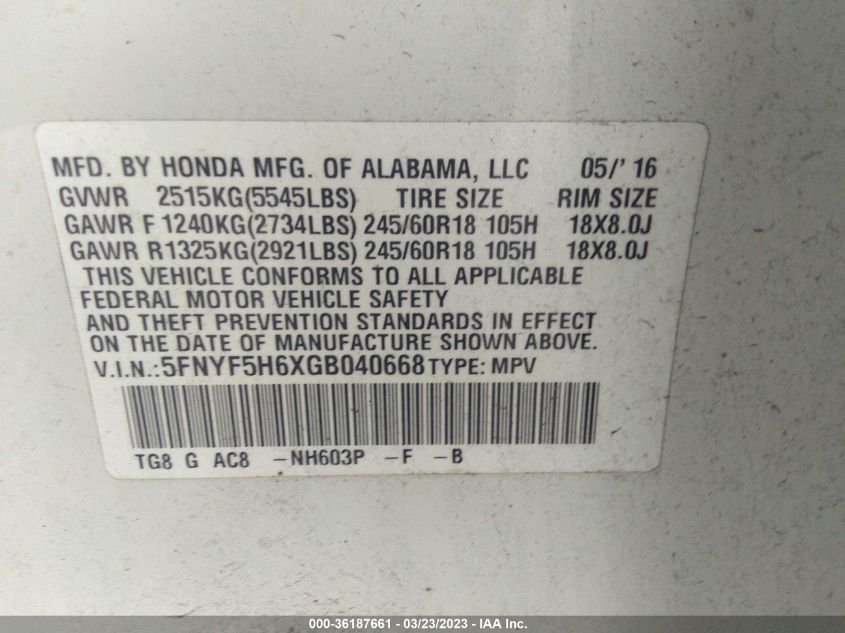 MFD. BY HONDA MFG. OF ALABAMA, LLC 05/'16
GVWR 2515KG(5545LBS) TIRE SIZE RIM SIZE
GAWR F 1240KG(2734LBS) 245/60R18 105H 18X8.0J
GAWR R1325KG(2921LBS) 245/60R18 105H 18X8.0J
THIS VEHICLE CONFORMS TO ALL APPLICABLE
FEDERAL MOTOR VEHICLE SAFETY
AND THEFT PREVENTION STANDARDS IN EFFECT
ON THE DATE OF MANUFACTURE SHOWN ABOVE.
V.I.N.:5FNYF5H6XGB040668 TYPE: MPV
TG8 G AC8 -NH603P -F -B
000-36187661 - 03/23/2023 - IAA Inc.